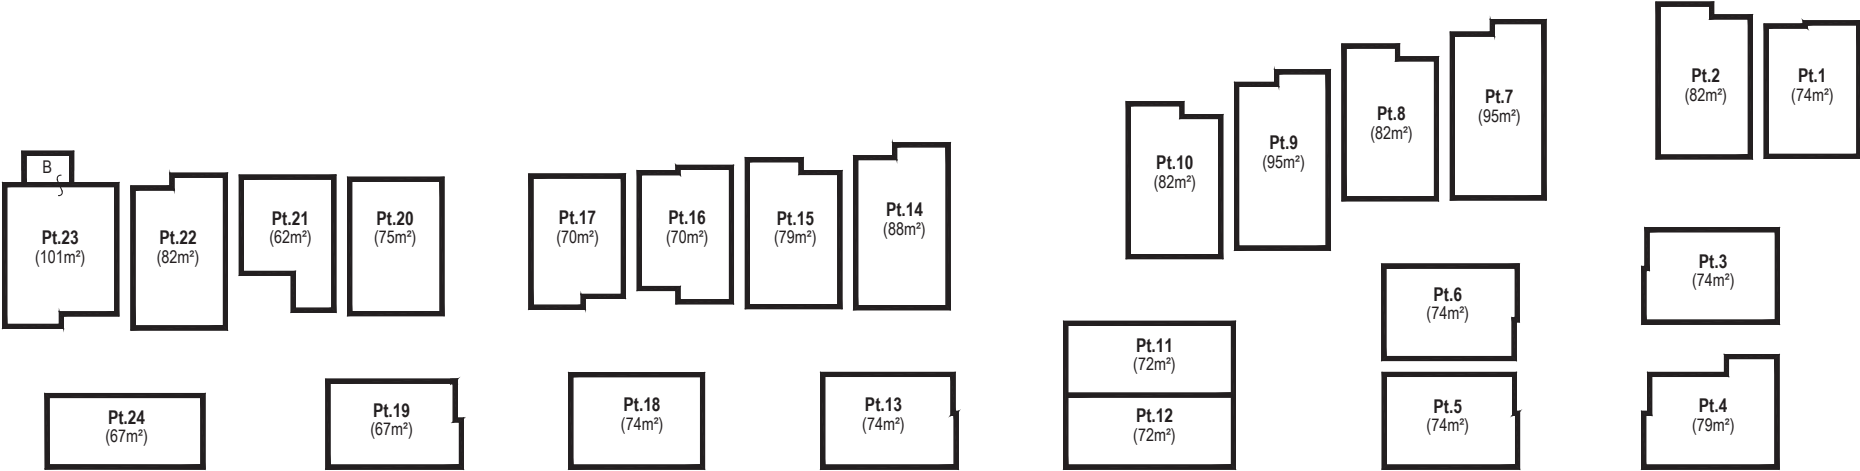 Pt.2
(82m²)
Pt.1
(74m²)
Pt.7
(95m²)
Pt.8
(82m²)
Pt.9
(95m²)
Pt.10
(82m²)
B
Pt.23
(101m²)
Pt.22
(82m²)
Pt.21
(62m²)
Pt.20
(75m²)
Pt.17
(70m²)
Pt.16
(70m²)
Pt.15
(79m²)
Pt.14
(88m²)
Pt.3
(74m²)
Pt.6
(74m²)
Pt.11
(72m²)
Pt.24
(67m²)
Pt.19
(67m²)
Pt.18
(74m²)
Pt.13
(74m²)
Pt.12
(72m²)
Pt.5
(74m²)
Pt.4
(79m²)